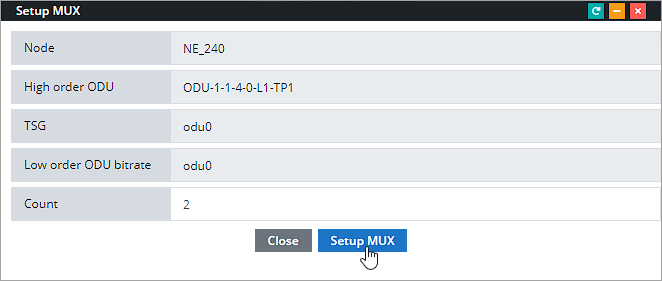 Setup MUX
Node NE_240
High order ODU ODU-1-1-4-0-L1-TP1
TSG odu0
Low order ODU bitrate odu0
Count 2
Close Setup MUX